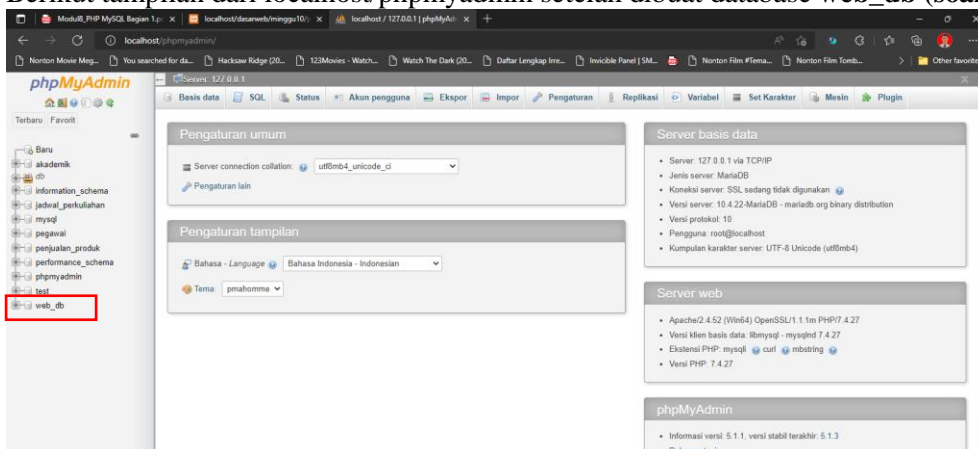 Berikut tampilan dari localhost/phpmyadmin setelah dibuat database web_db
Modul8_PHP MySQL Bagian 1.p
localhost/dasarweb/minggu10/
localhost / 127.0.0.1 | phpMyAdm
localhost/phpmyadmin/
Norton Movie Meg...
You searched for da...
Hacksaw Ridge (20...
123Movies - Watch...
Watch The Dark (20...
Daftar Lengkap Irre...
Invicible Panel | SM...
Norton Film #Tema...
Norton Film Tomb...
Other favorite
phpMyAdmin
Server: 127.0.0.1
Basis data
SQL
Status
Akun pengguna
Ekspor
Impor
Pengaturan
Replikasi
Variabel
Set Karakter
Mesin
Plugin
Terbaru
Favorit
Baru
akademik
db
information_schema
jadwal_perkuliahan
mysql
pegawai
penjualan_produk
performance_schema
phpmyadmin
test
web_db
Pengaturan umum
Server connection collation:
utf8mb4_unicode_ci
Pengaturan lain
Pengaturan tampilan
Bahasa - Language
Bahasa Indonesia - Indonesian
Tema
pmahomme
Server basis data
Server: 127.0.0.1 via TCP/IP
Jenis server: MariaDB
Koneksi server: SSL sedang tidak digunakan
Versi server: 10.4.22-MariaDB - mariadb.org binary distribution
Versi protokol: 10
Pengguna: root@localhost
Kumpulan karakter server: UTF-8 Unicode (utf8mb4)
Server web
Apache/2.4.52 (Win64) OpenSSL/1.1.1m PHP/7.4.27
Versi klien basis data: libmysql - mysqlnd 7.4.27
Ekstensi PHP: mysqli curl mbstring
Versi PHP: 7.4.27
phpMyAdmin
Informasi versi: 5.1.1, versi stabil terakhir: 5.1.3